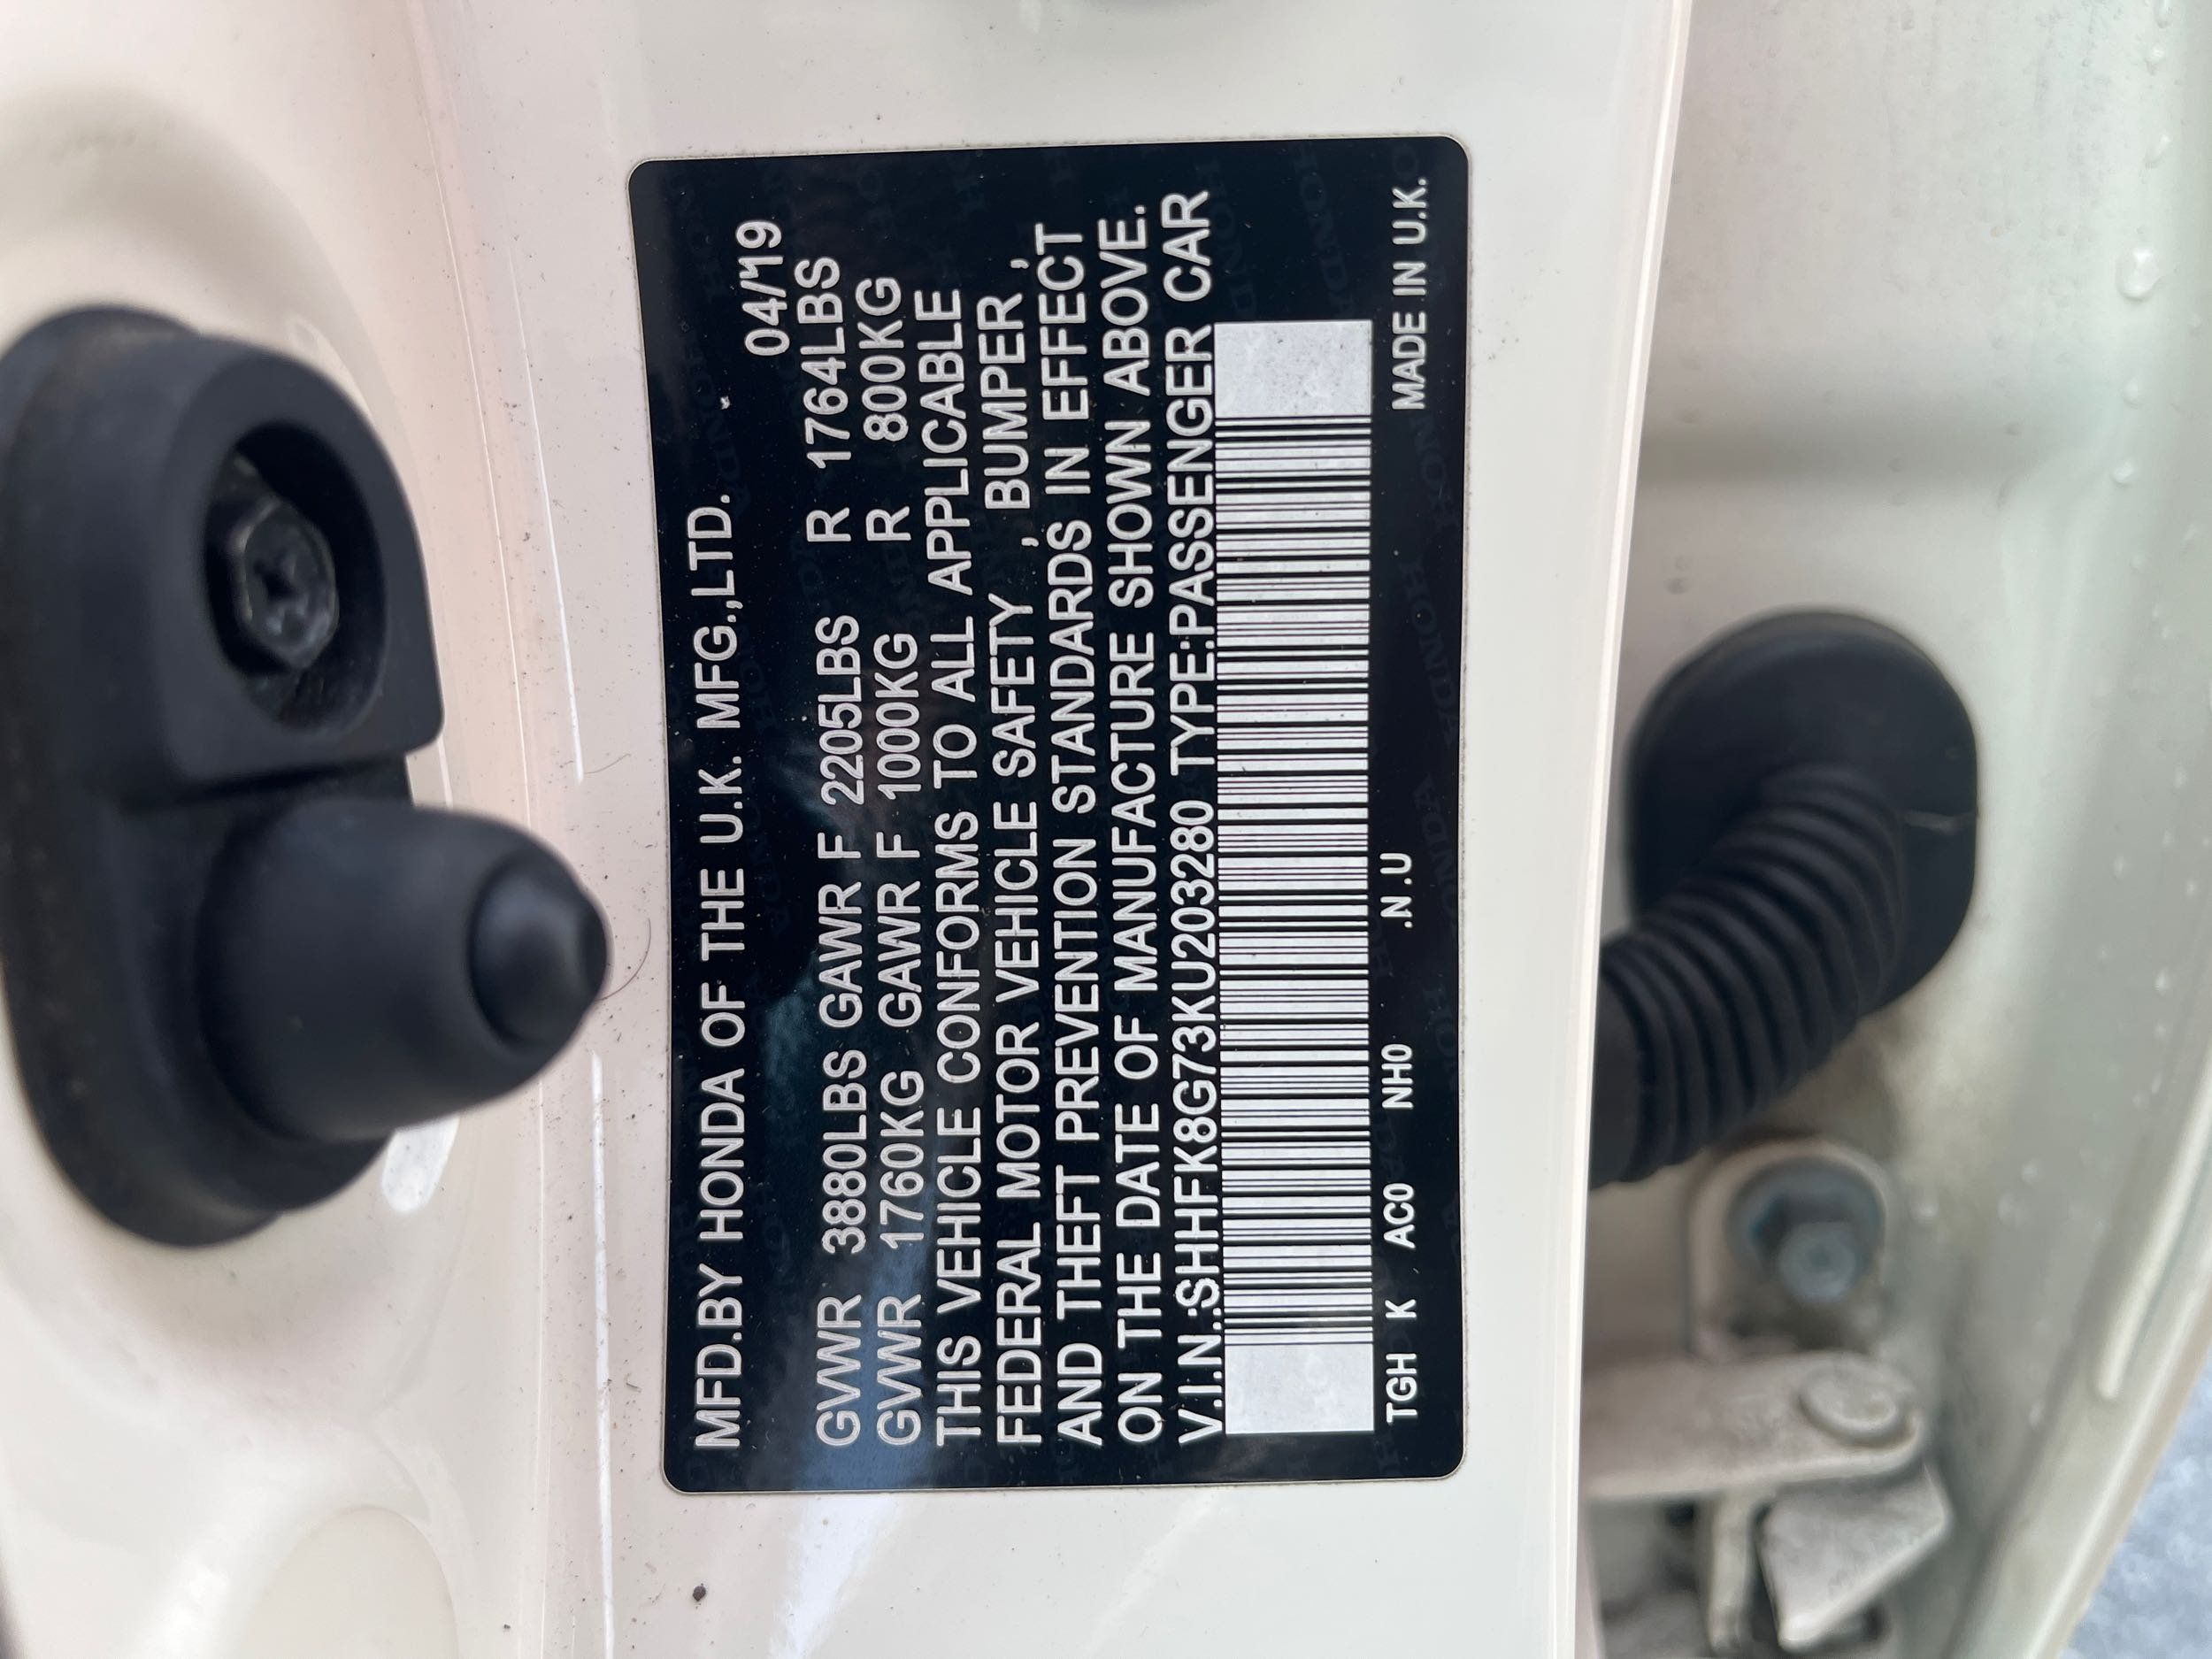 MFD.BY HONDA OF THE U.K. MFG.,LTD.
04/'19
GVWR 3880LBS GAWR F 2205LBS R 1764LBS
GVWR 1760KG GAWR F 1000KG R 800KG
THIS VEHICLE CONFORMS TO ALL APPLICABLE
FEDERAL MOTOR VEHICLE SAFETY , BUMPER ,
AND THEFT PREVENTION STANDARDS IN EFFECT
ON THE DATE OF MANUFACTURE SHOWN ABOVE.
V.I.N.:SHHFK8G73KU203280 TYPE:PASSENGER CAR
TGH K AC0 NH0 .N .U MADE IN U.K.